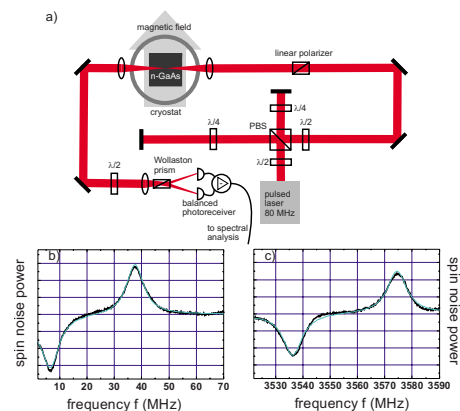 a)
magnetic field
n-GaAs
cryostat
linear polarizer
λ/4
PBS
λ/4
λ/2
λ/2
λ/2
Wollaston
prism
balanced
photoreceiver
pulsed
laser
80 MHz
to spectral
analysis
b)
spin noise power
10 20 30 40 50 60 70
frequency f (MHz)
c)
spin noise power
3530 3540 3550 3560 3570 3580 3590
frequency f (MHz)